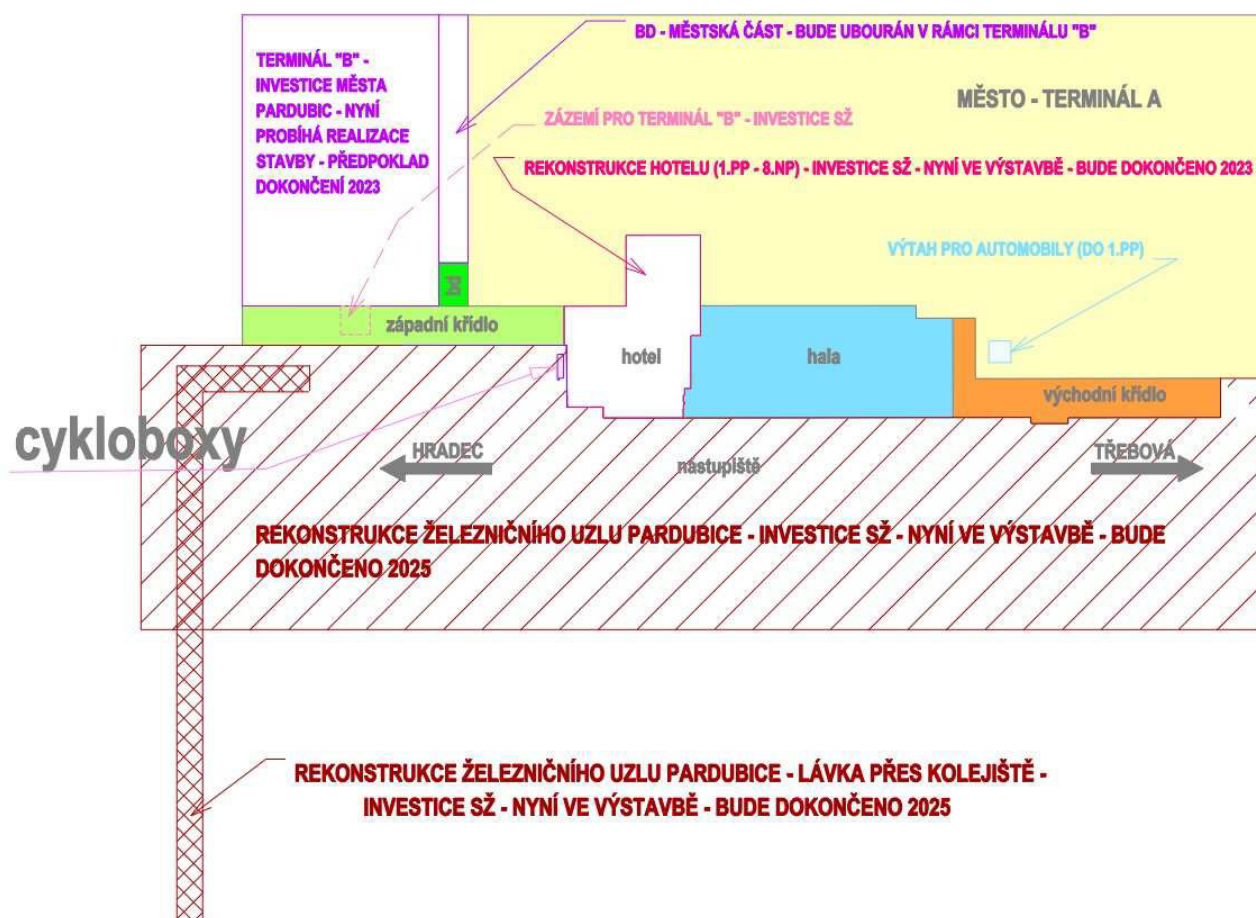 BD - MĚSTSKÁ ČÁST - BUDE UBOURÁN V RÁMCI TERMINÁLU "B"
TERMINÁL "B" -
INVESTICE MĚSTA
PARDUBIC - NYNÍ
PROBÍHÁ REALIZACE
STAVBY - PŘEDPOKLAD
DOKONČENÍ 2023
MĚSTO - TERMINÁL A
ZÁZEMÍ PRO TERMINÁL "B" - INVESTICE SŽ
REKONSTRUKCE HOTELU (1.PP - 8.NP) - INVESTICE SŽ - NYNÍ VE VÝSTAVBĚ - BUDE DOKONČENO 2023
VÝTAH PRO AUTOMOBILY (DO 1.PP)
západní křídlo
hotel
hala
východní křídlo
cykloboxy
HRADEC
nástupiště
TŘEBOVÁ
REKONSTRUKCE ŽELEZNIČNÍHO UZLU PARDUBICE - INVESTICE SŽ - NYNÍ VE VÝSTAVBĚ - BUDE
DOKONČENO 2025
REKONSTRUKCE ŽELEZNIČNÍHO UZLU PARDUBICE - LÁVKA PŘES KOLEJIŠTĚ -
INVESTICE SŽ - NYNÍ VE VÝSTAVBĚ - BUDE DOKONČENO 2025